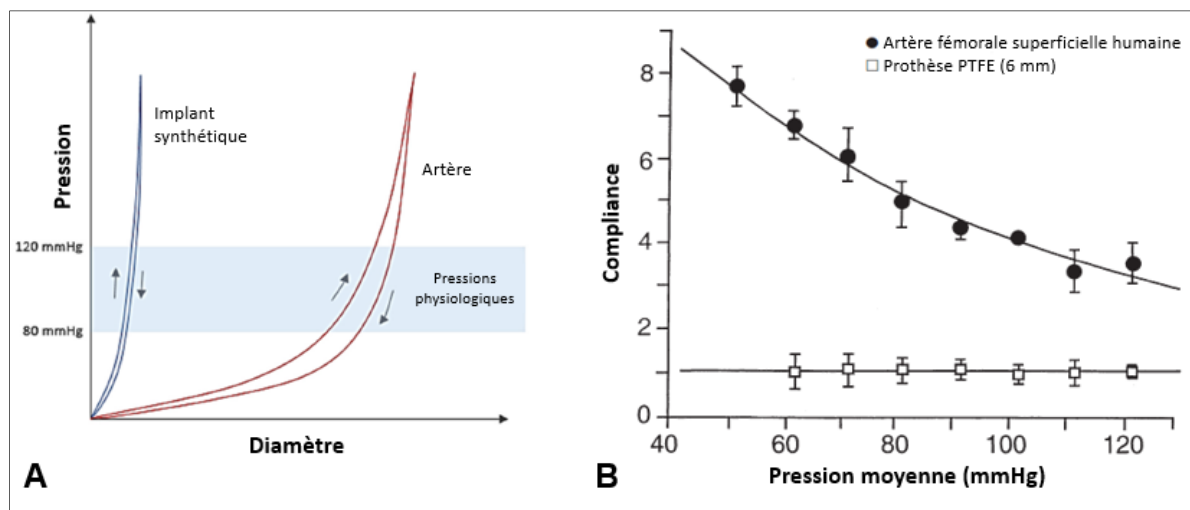 Pression
Implant
synthétique
Artère
120 mmHg
Pressions
physiologiques
80 mmHg
Diamètre
A
Artère fémorale superficielle humaine
Prothèse PTFE (6 mm)
Compliance
8
6
4
2
0
40
60
80
100
120
Pression moyenne (mmHg)
B